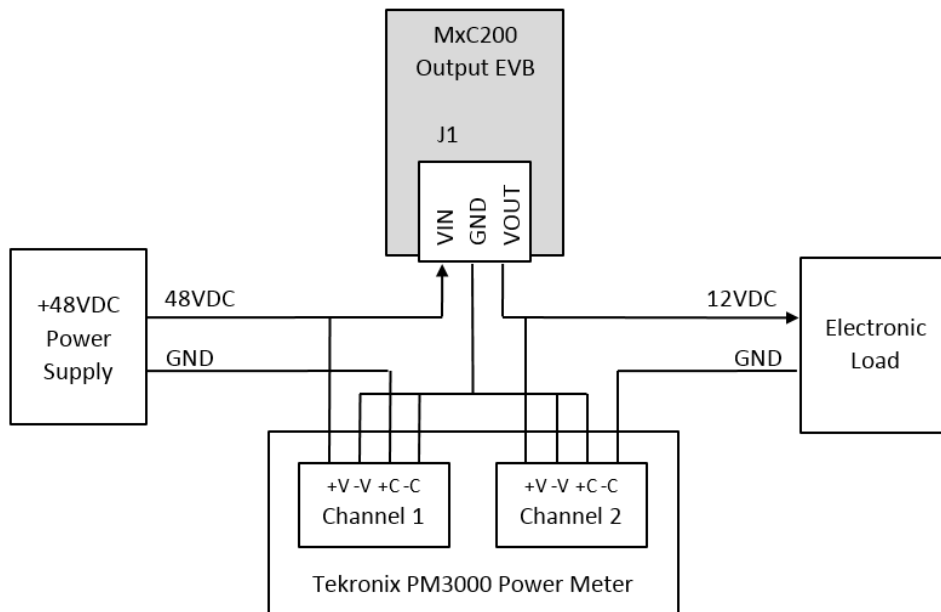 MxC200
Output EVB
J1
VIN
GND
VOUT
+48VDC
Power
Supply
48VDC
GND
12VDC
GND
Electronic
Load
+V -V +C -C
Channel 1
+V -V +C -C
Channel 2
Tekronix PM3000 Power Meter